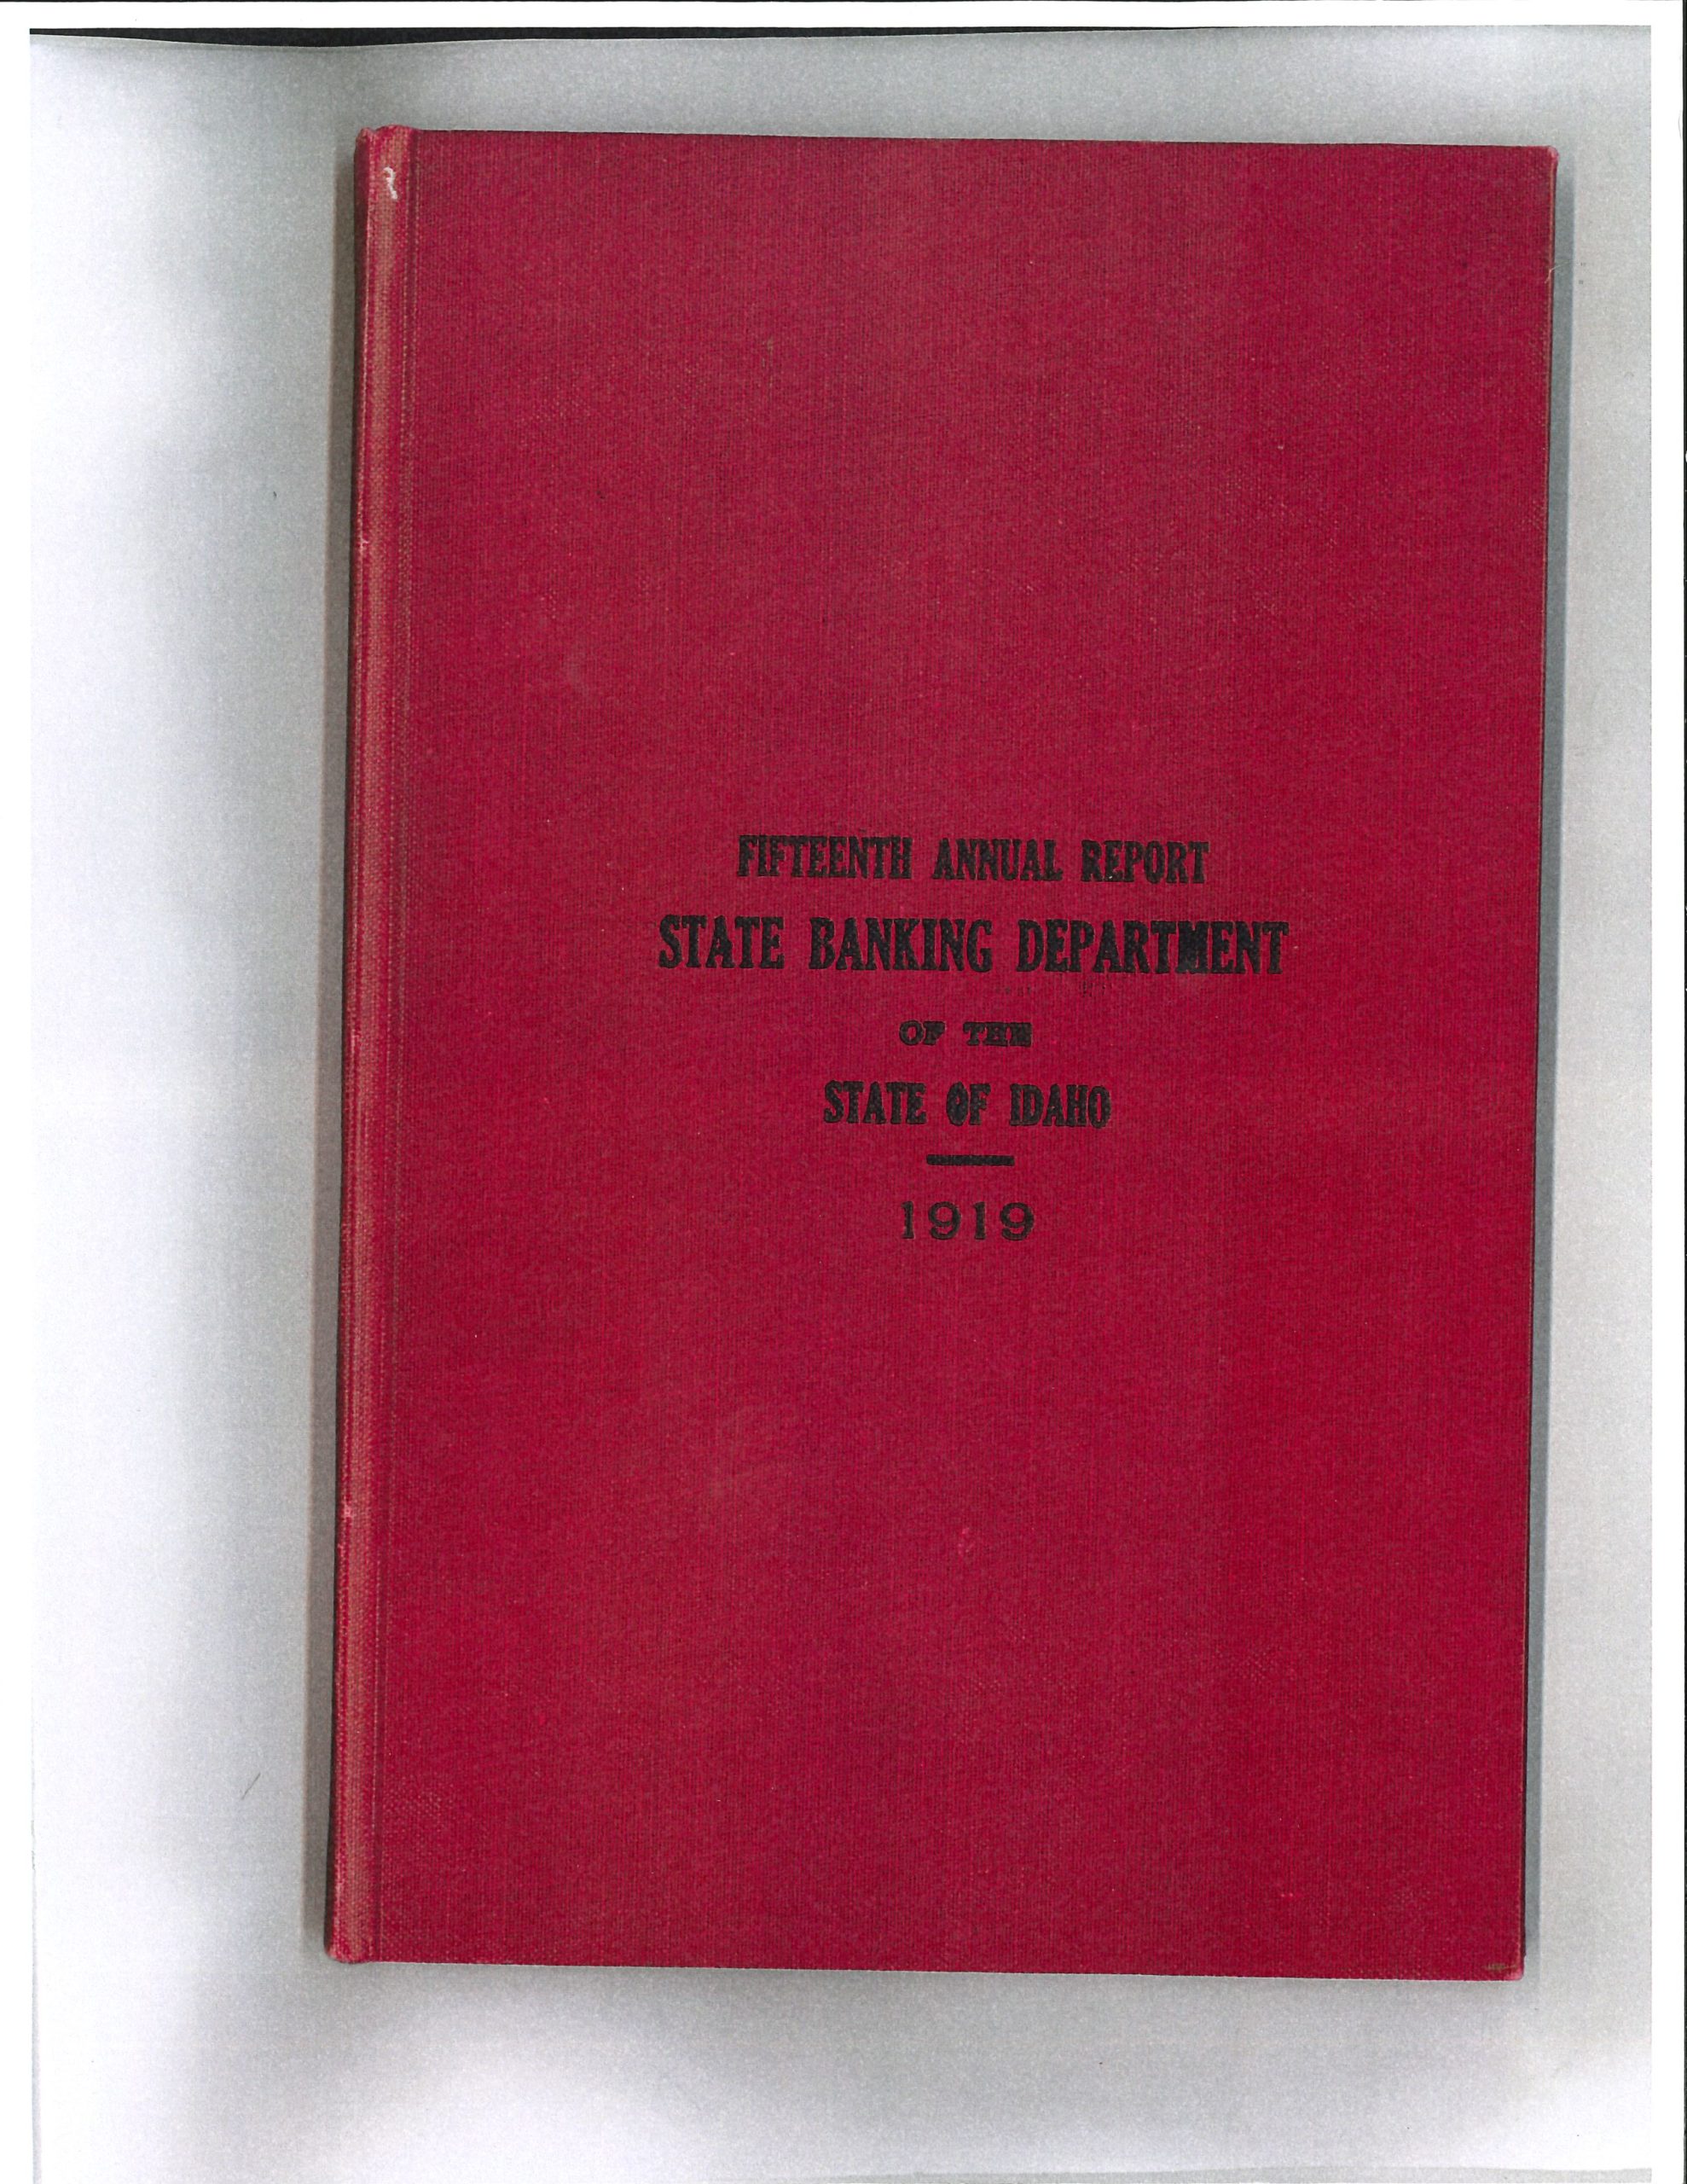 FIFTEENTH ANNUAL REPORT
STATE BANKING DEPARTMENT
OF THE
STATE OF IDAHO
1919